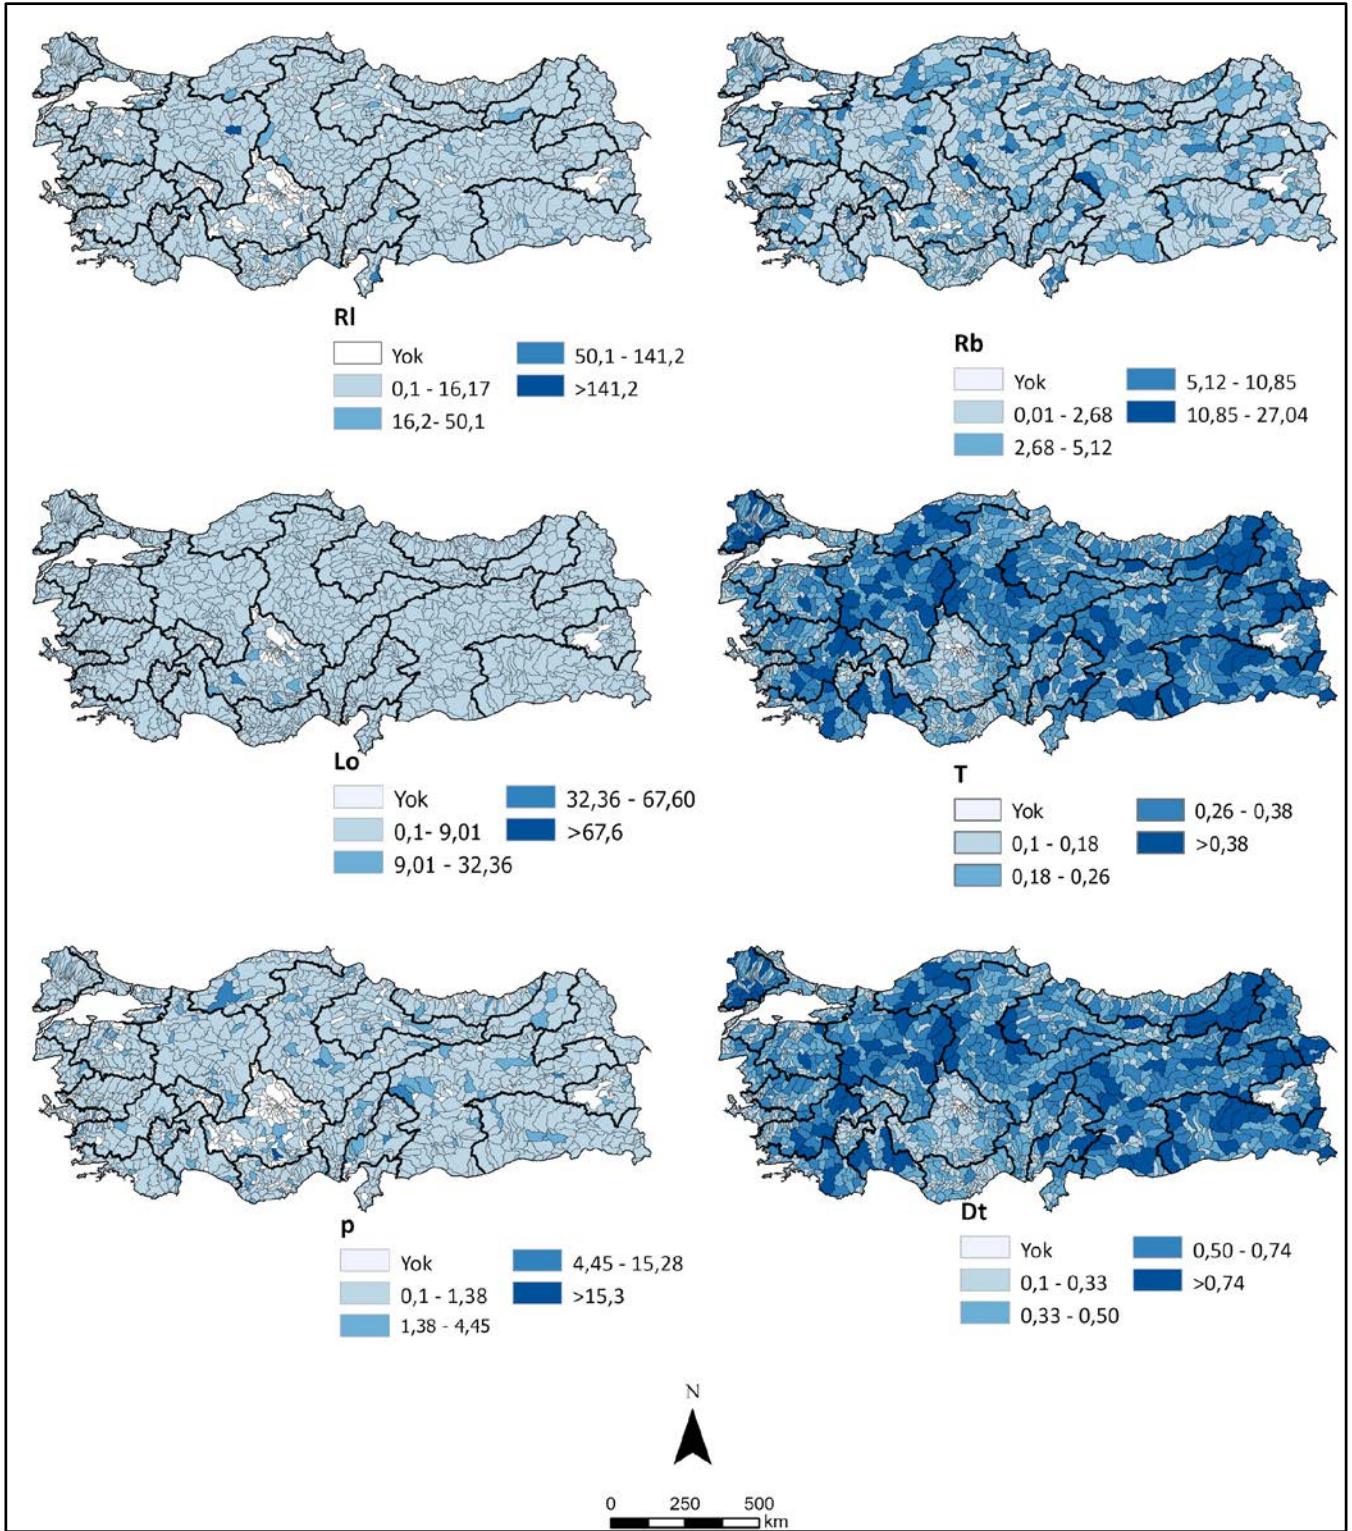 Rl
Yok
50,1 - 141,2
0,1 - 16,17
>141,2
16,2- 50,1
Rb
Yok
5,12 - 10,85
0,01 - 2,68
10,85 - 27,04
2,68 - 5,12
Lo
Yok
32,36 - 67,60
0,1- 9,01
>67,6
9,01 - 32,36
T
Yok
0,26 - 0,38
0,1 - 0,18
>0,38
0,18 - 0,26
p
Yok
4,45 - 15,28
0,1 - 1,38
>15,3
1,38 - 4,45
Dt
Yok
0,50 - 0,74
0,1 - 0,33
>0,74
0,33 - 0,50
N
0 250 500
km